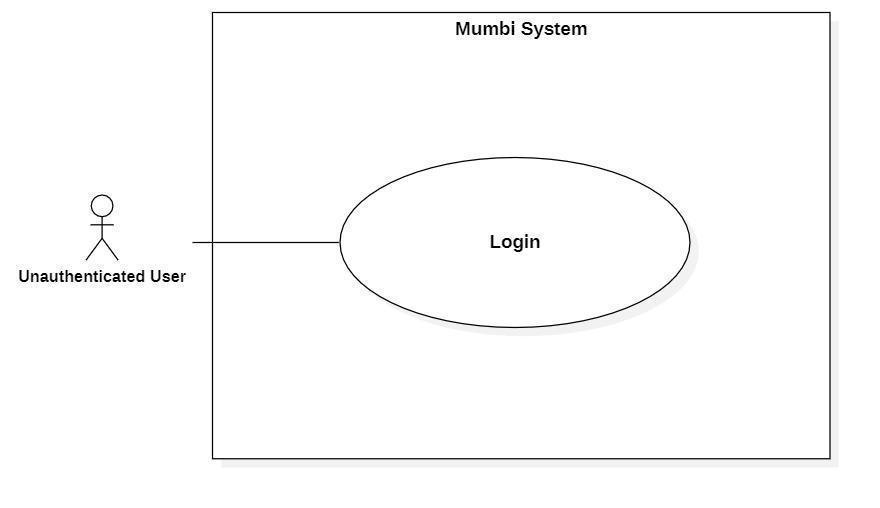 Mumbi System
Login
Unauthenticated User